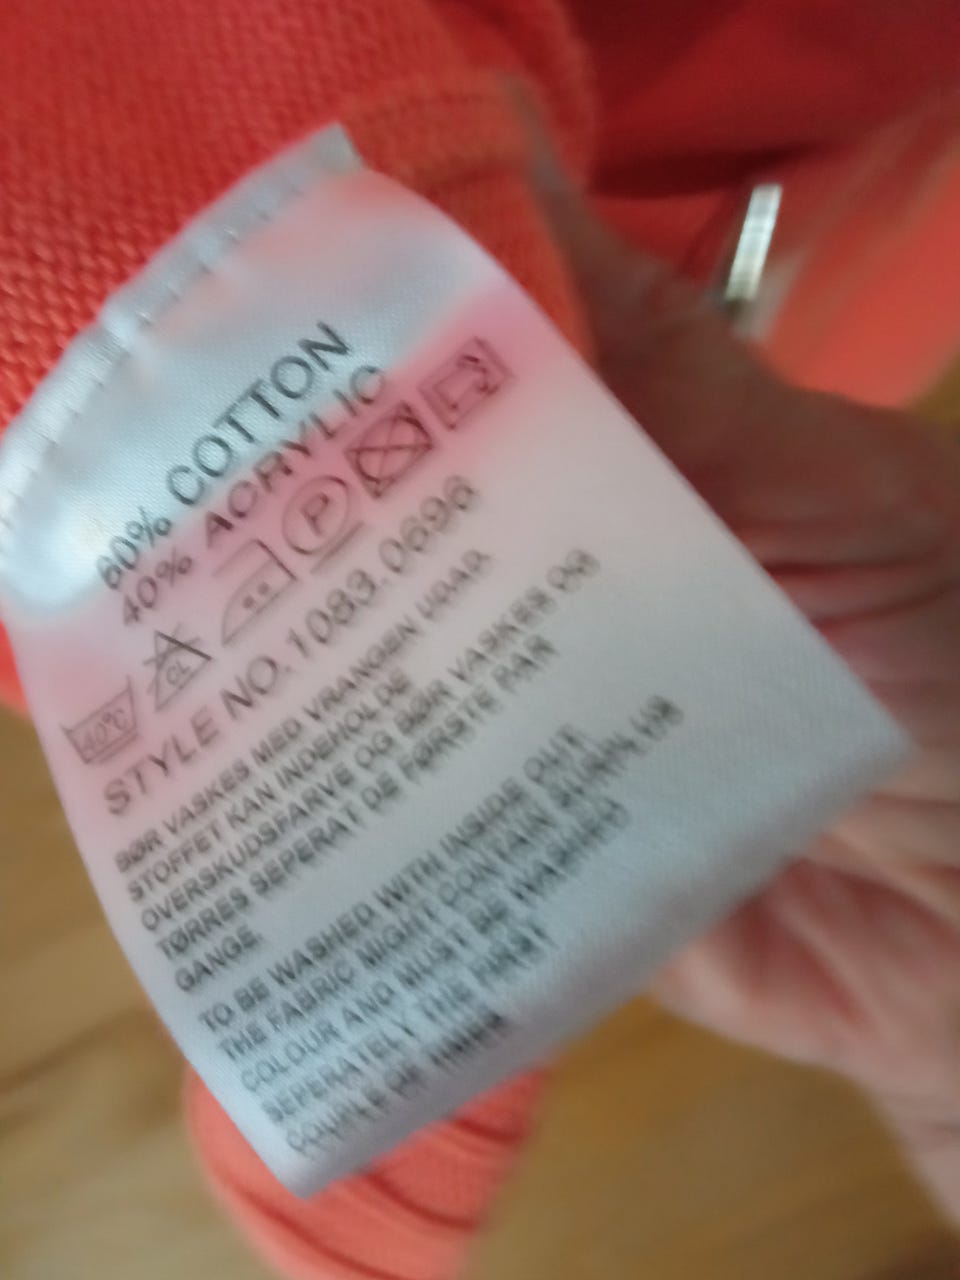 60% COTTON
40% ACRYLIC
40°C CL P
STYLE NO.1083.0696
BØR VASKES MED VRANGEN UDAD.
STOFFET KAN INDEHOLDE
OVERSKUDSFARVE OG BØR VASKES OG
TØRRES SEPERAT DE FØRSTE PAR
GANGE.
TO BE WASHED WITH INSIDE OUT.
THE FABRIC MIGHT CONTAIN SURPLUS
COLOUR AND MUST BE WASHED
SEPERATELY THE FIRST
COUPLE OF TIMES.